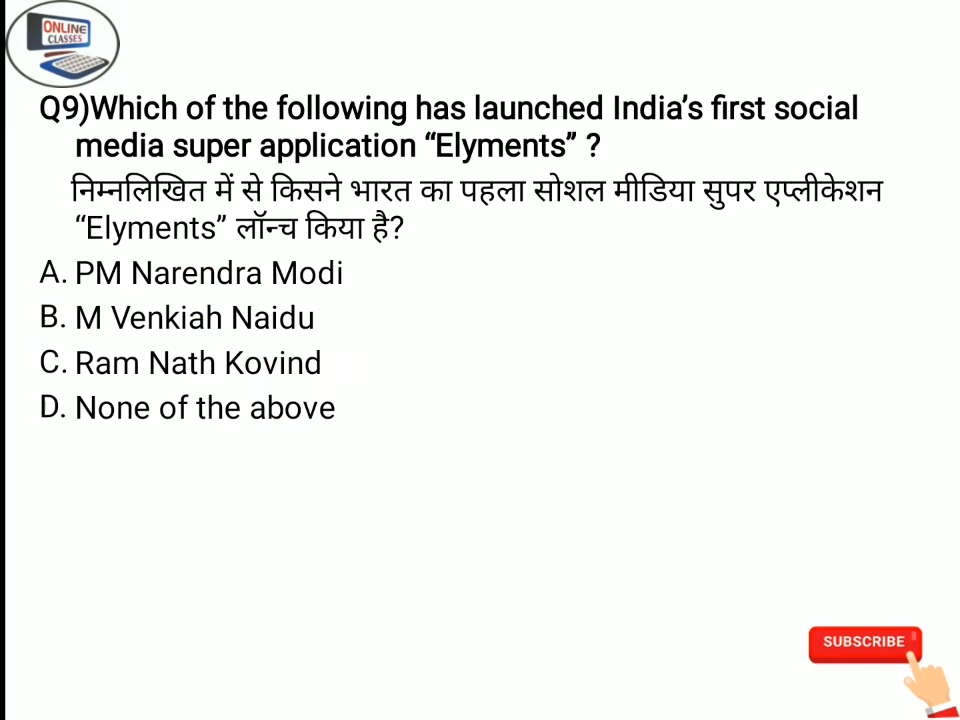 ONLINE
CLASSES
Q9)Which of the following has launched India’s first social
media super application “Elyments” ?
निम्नलिखित में से किसने भारत का पहला सोशल मीडिया सुपर एप्लीकेशन
“Elyments” लॉन्च किया है?
A. PM Narendra Modi
B. M Venkiah Naidu
C. Ram Nath Kovind
D. None of the above
SUBSCRIBE